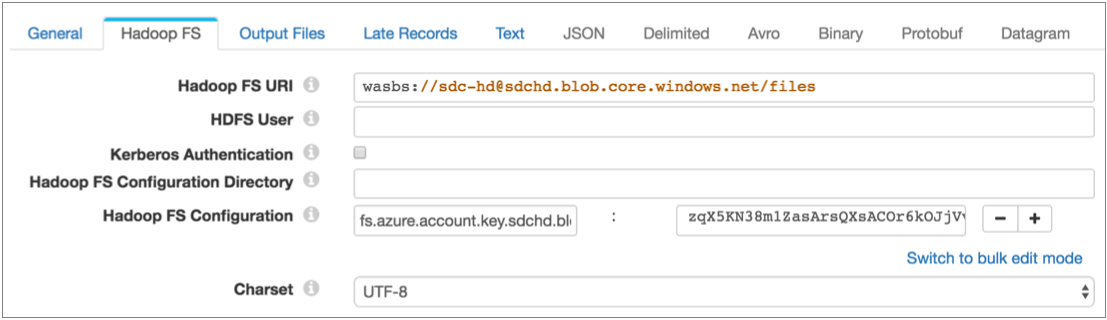 General Hadoop FS Output Files Late Records Text JSON Delimited Avro Binary Protobuf Datagram
Hadoop FS URI wasbs://sdc-hd@sdchd.blob.core.windows.net/files
HDFS User
Kerberos Authentication
Hadoop FS Configuration Directory
Hadoop FS Configuration fs.azure.account.key.sdchd.bl : zqX5KN38m1ZasArsQXsACOr6kOJjV - +
Switch to bulk edit mode
Charset UTF-8